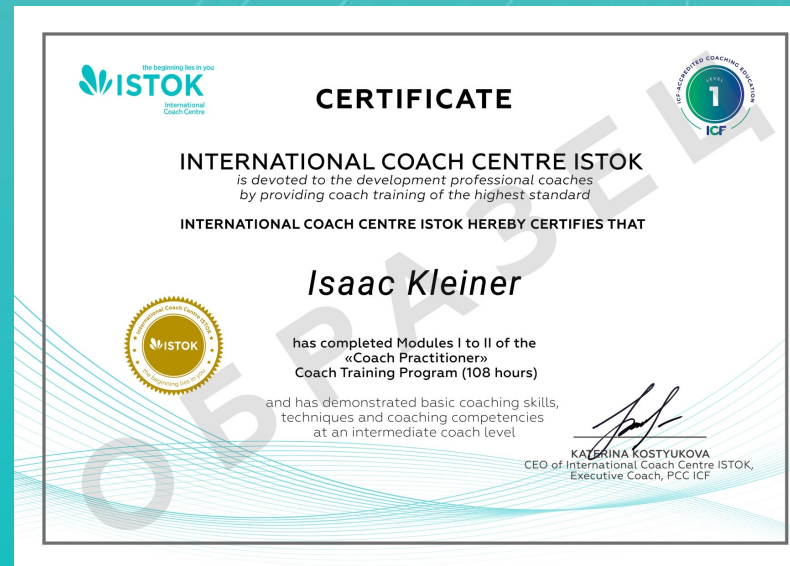 the beginning lies in you
ISTOK
International
Coach Centre
CERTIFICATE
ICF-ACCREDITED COACHING EDUCATION
LEVEL
1
ICF
INTERNATIONAL COACH CENTRE ISTOK
is devoted to the development professional coaches
by providing coach training of the highest standard
INTERNATIONAL COACH CENTRE ISTOK HEREBY CERTIFIES THAT
Isaac Kleiner
International Coach Centre ISTOK
ISTOK
the beginning lies in you
has completed Modules I to II of the
«Coach Practitioner»
Coach Training Program (108 hours)
and has demonstrated basic coaching skills,
techniques and coaching competencies
at an intermediate coach level
KATERINA KOSTYUKOVA
CEO of International Coach Centre ISTOK,
Executive Coach, PCC ICF
ОБРАЗЕЦ